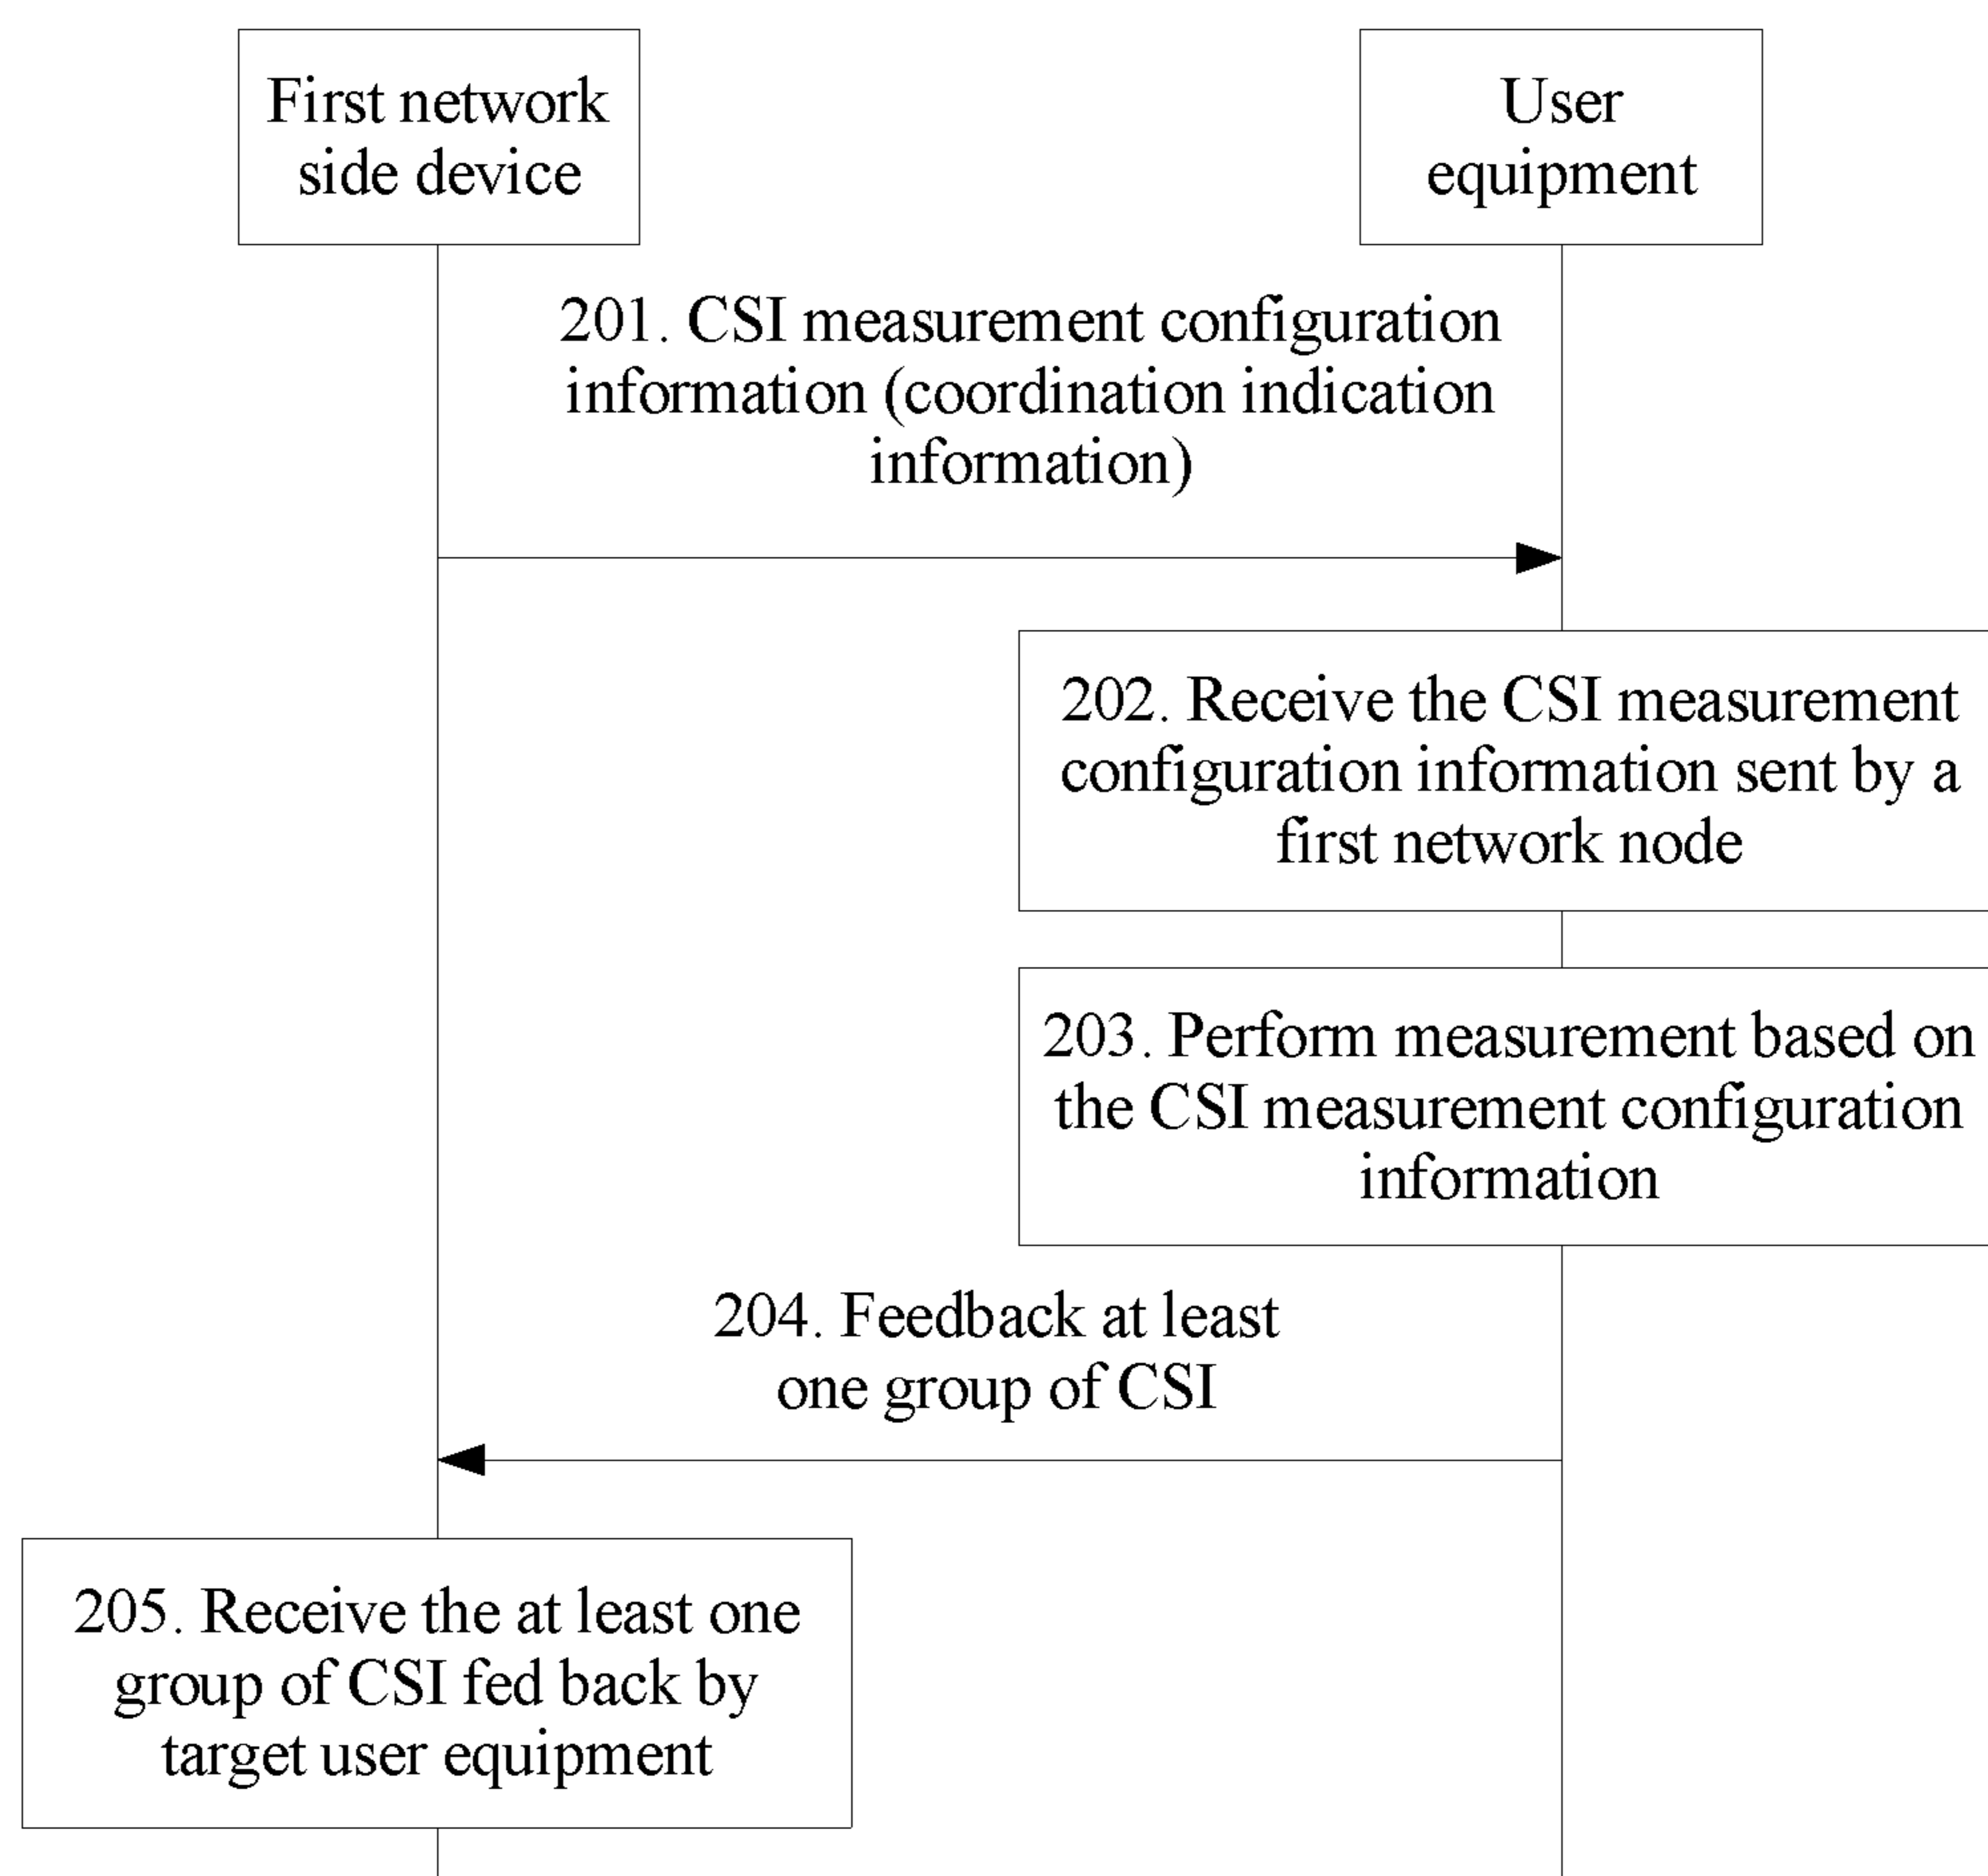 First network
side device
User
equipment
201. CSI measurement configuration
information (coordination indication
information)
202. Receive the CSI measurement
configuration information sent by a
first network node
203. Perform measurement based on
the CSI measurement configuration
information
204. Feedback at least
one group of CSI
205. Receive the at least one
group of CSI fed back by
target user equipment